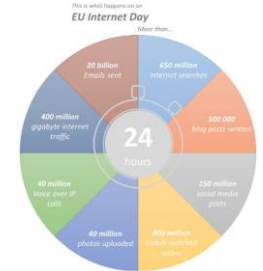 This is what happens on an
EU Internet Day
More than...
20 billion
Emails sent
650 million
internet searches
500 000
blog posts written
150 million
social media
posts
800 million
videos watched
online
40 million
photos uploaded
40 million
Voice over IP
calls
400 million
gigabyte internet
traffic
24
hours